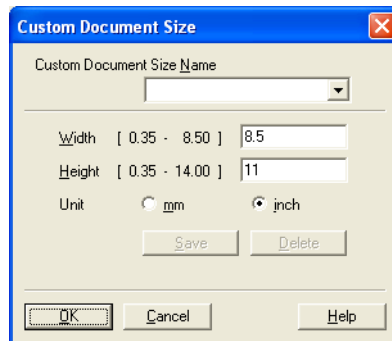 Custom Document Size
Custom Document Size Name
Width [ 0.35 - 8.50 ] 8.5
Height [ 0.35 - 14.00 ] 11
Unit mm inch
Save Delete
OK Cancel Help